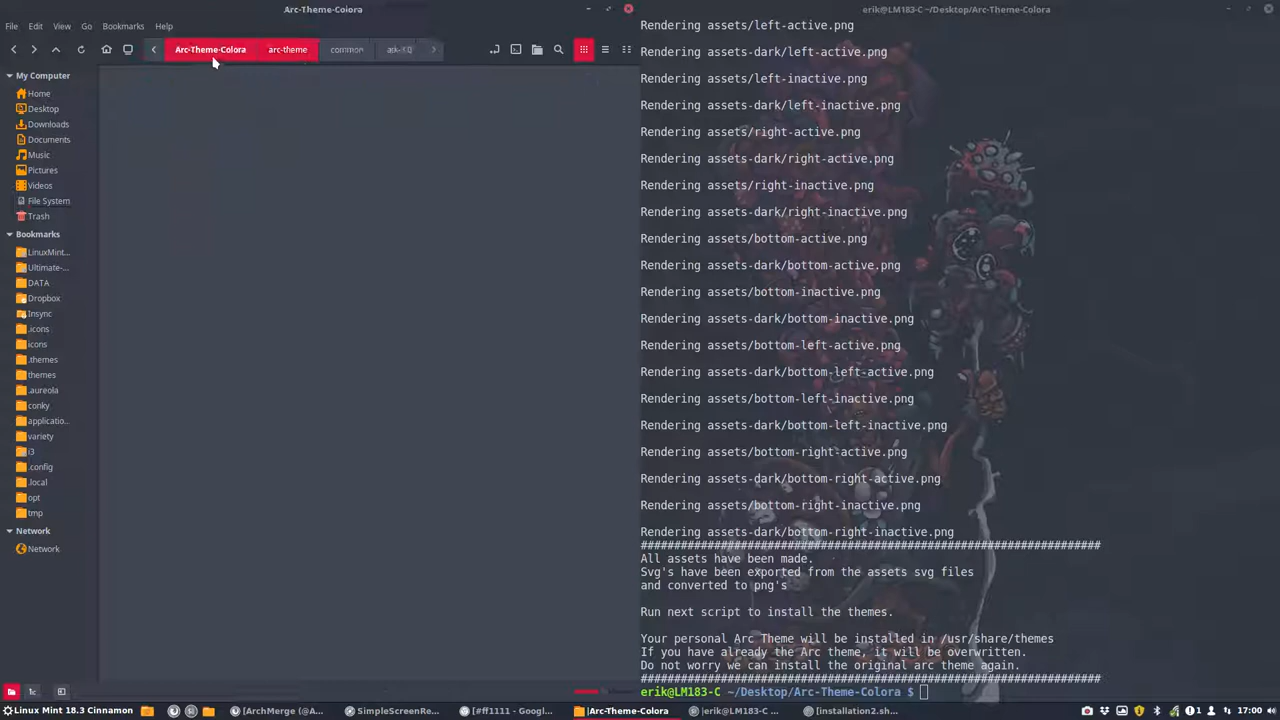 Arc-Theme-Colora
File Edit View Go Bookmarks Help
Arc-Theme-Colora arc-theme common
My Computer
Home
Desktop
Downloads
Documents
Music
Pictures
Videos
File System
Trash
Bookmarks
LinuxMint...
Ultimate-...
DATA
Dropbox
Insync
.icons
icons
.themes
themes
.aureola
conky
applicatio...
variety
i3
.config
.local
opt
tmp
Network
Network
erik@LM183-C ~/Desktop/Arc-Theme-Colora
Rendering assets/left-active.png
Rendering assets-dark/left-active.png
Rendering assets/left-inactive.png
Rendering assets-dark/left-inactive.png
Rendering assets/right-active.png
Rendering assets-dark/right-active.png
Rendering assets/right-inactive.png
Rendering assets-dark/right-inactive.png
Rendering assets/bottom-active.png
Rendering assets-dark/bottom-active.png
Rendering assets/bottom-inactive.png
Rendering assets-dark/bottom-inactive.png
Rendering assets/bottom-left-active.png
Rendering assets-dark/bottom-left-active.png
Rendering assets/bottom-left-inactive.png
Rendering assets-dark/bottom-left-inactive.png
Rendering assets/bottom-right-active.png
Rendering assets-dark/bottom-right-active.png
Rendering assets/bottom-right-inactive.png
Rendering assets-dark/bottom-right-inactive.png
#####################################################################
All assets have been made.
Svg's have been exported from the assets svg files
and converted to png's
Run next script to install the themes.
Your personal Arc Theme will be installed in /usr/share/themes
If you have already the Arc theme, it will be overwritten.
Do not worry we can install the original arc theme again.
#####################################################################
erik@LM183-C ~/Desktop/Arc-Theme-Colora $
Linux Mint 18.3 Cinnamon [ArchMerge (@A... SimpleScreenRe... [#ff1111 - Googl... |Arc-Theme-Colora |erik@LM183-C ... [installation2.sh... 1 17:00